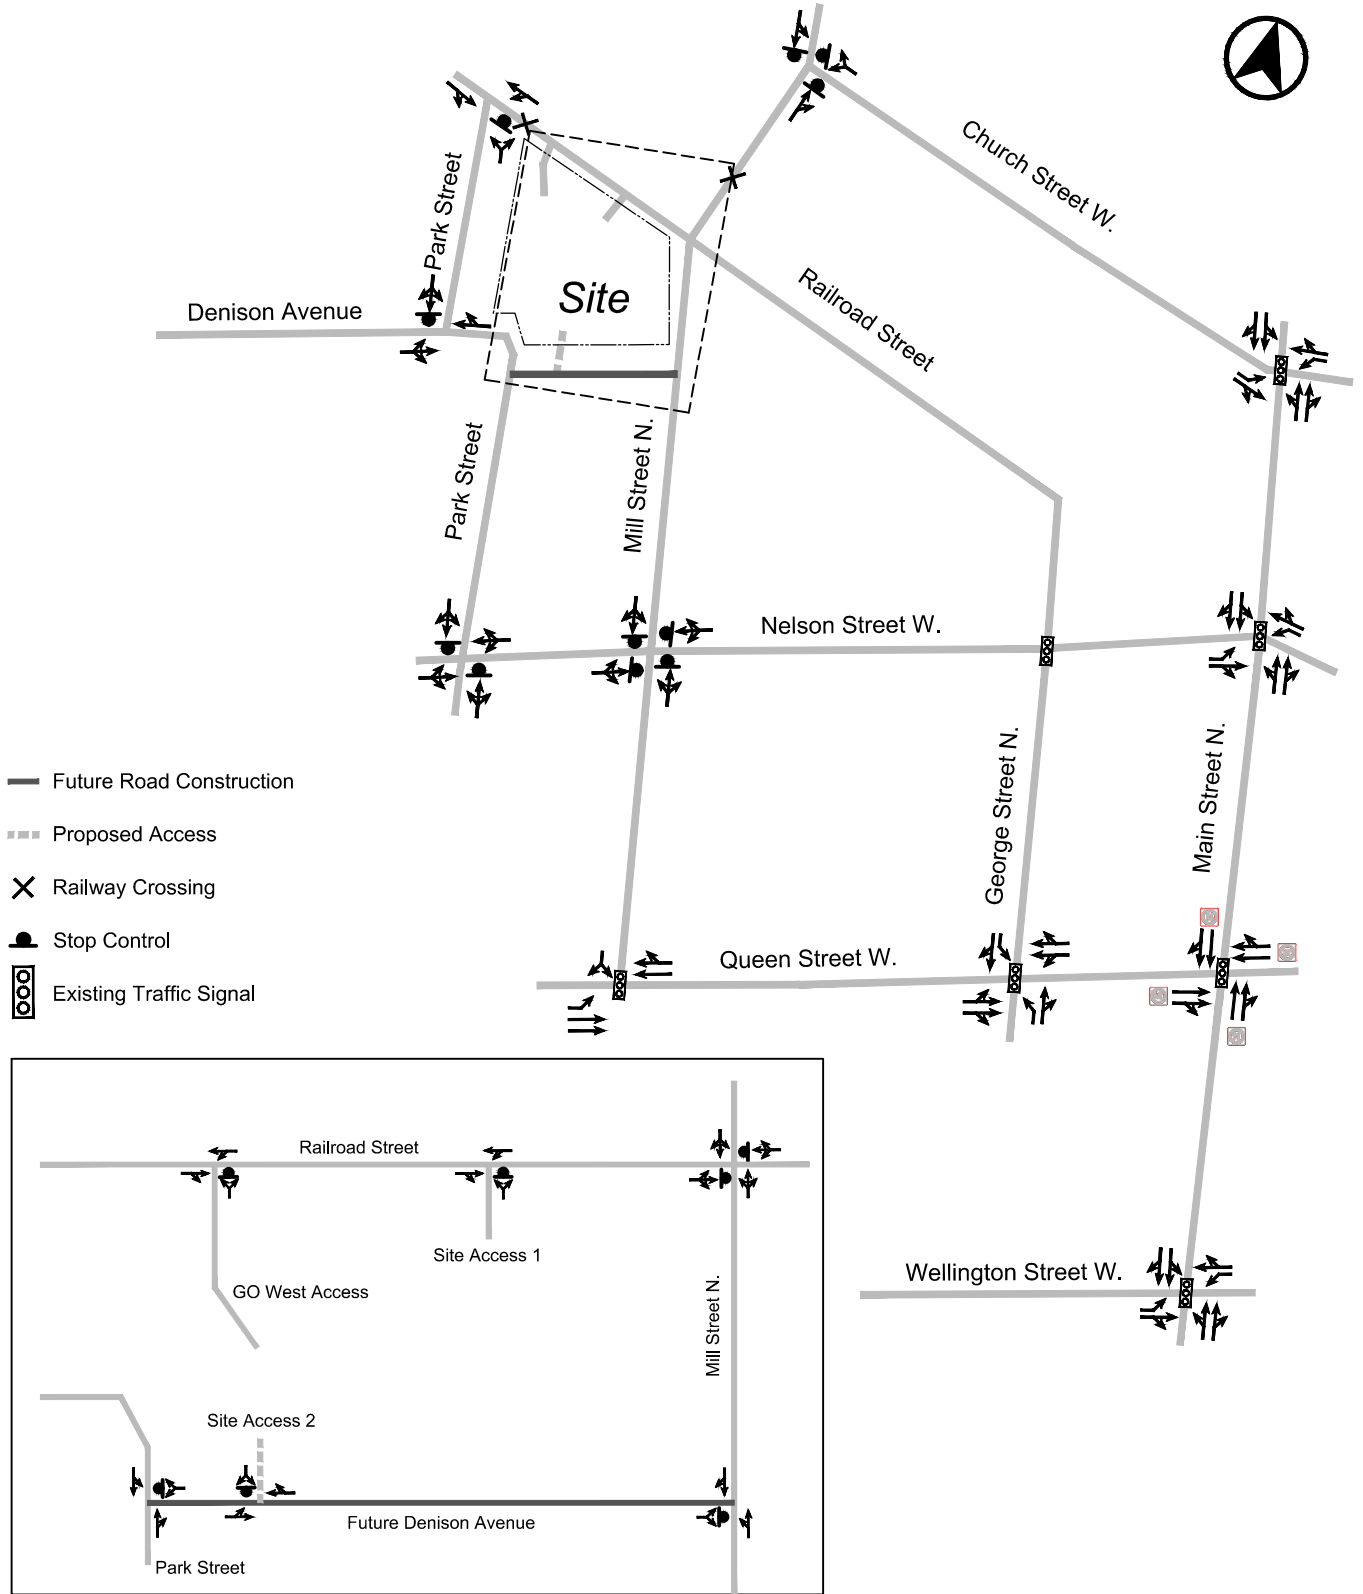 Church Street W.
Park Street
Denison Avenue
Site
Railroad Street
Park Street
Mill Street N.
Nelson Street W.
George Street N.
Main Street N.
Queen Street W.
Wellington Street W.
Future Road Construction
Proposed Access
Railway Crossing
Stop Control
Existing Traffic Signal
Railroad Street
Site Access 1
GO West Access
Mill Street N.
Site Access 2
Future Denison Avenue
Park Street